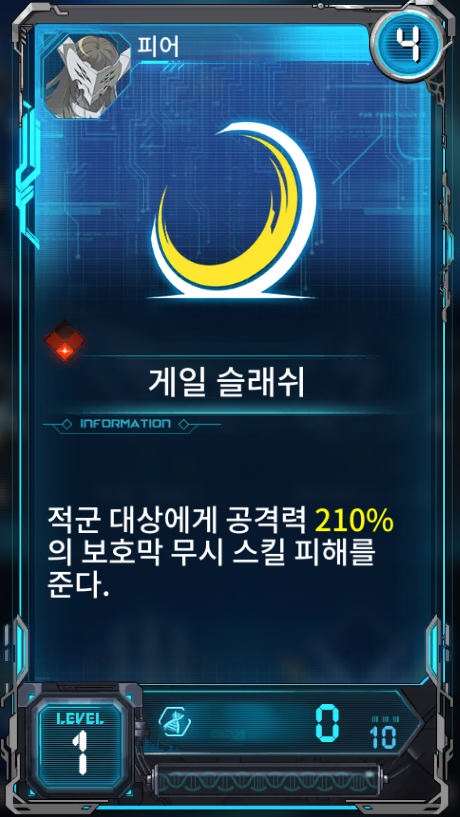 피어
4
게일 슬래쉬
INFORMATION
적군 대상에게 공격력 210%
의 보호막 무시 스킬 피해를
준다.
LEVEL
1
0
10